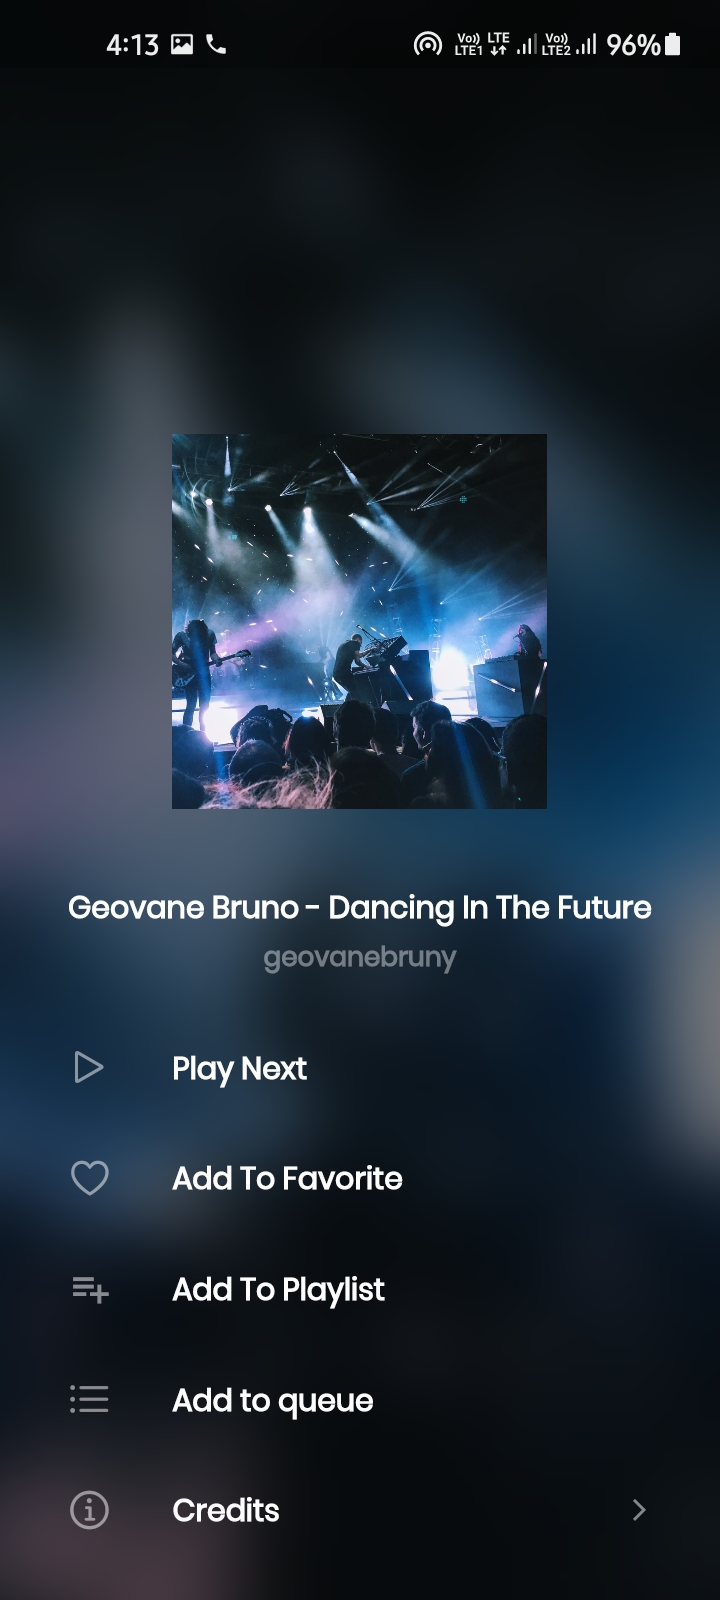 4:13 Vo)) LTE1 LTE Vo)) LTE2 96%
Geovane Bruno - Dancing In The Future
geovanebruny
Play Next
Add To Favorite
Add To Playlist
Add to queue
Credits